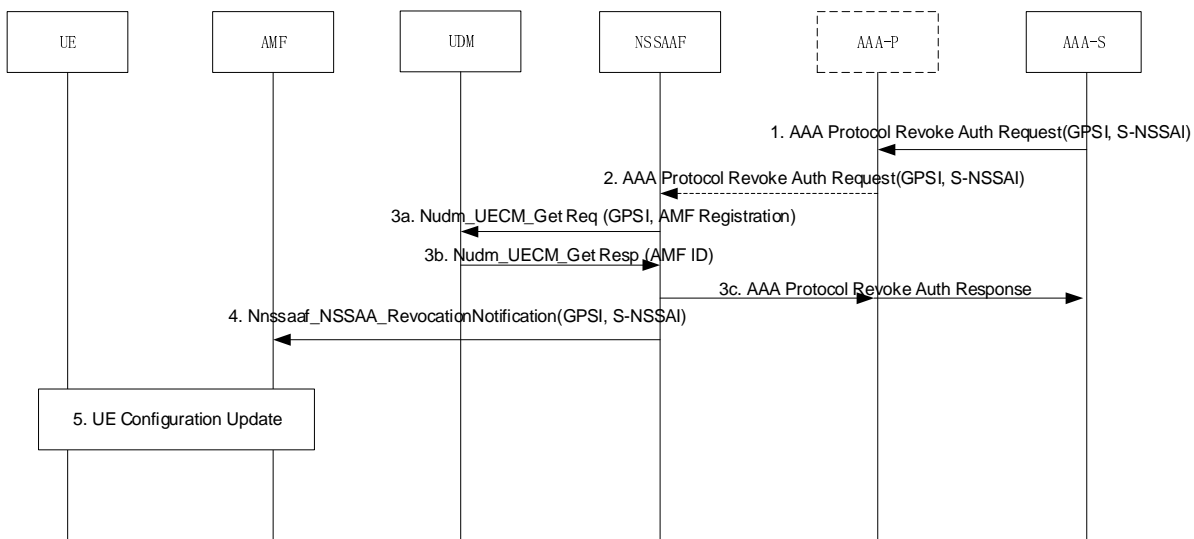 UE
AMF
UDM
NSSAAF
AAA-P
AAA-S
1. AAA Protocol Revoke Auth Request(GPSI, S-NSSAI)
2. AAA Protocol Revoke Auth Request(GPSI, S-NSSAI)
3a. Nudm_UECM_Get Req (GPSI, AMF Registration)
3b. Nudm_UECM_Get Resp (AMF ID)
3c. AAA Protocol Revoke Auth Response
4. Nnssaaf_NSSAA_RevocationNotification(GPSI, S-NSSAI)
5. UE Configuration Update